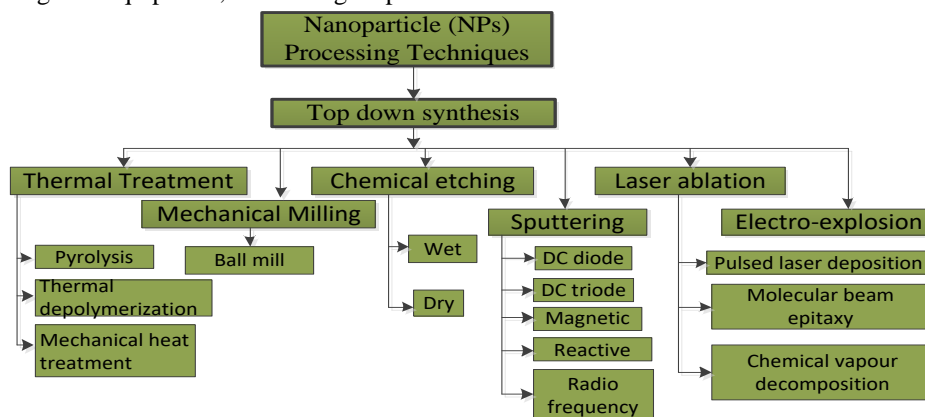 Nanoparticle (NPs)
Processing Techniques
Top down synthesis
Thermal Treatment
Mechanical Milling
Chemical etching
Sputtering
Laser ablation
Electro-explosion
Pyrolysis
Thermal
depolymerization
Mechanical heat
treatment
Ball mill
Wet
Dry
DC diode
DC triode
Magnetic
Reactive
Radio
frequency
Pulsed laser deposition
Molecular beam
epitaxy
Chemical vapour
decomposition